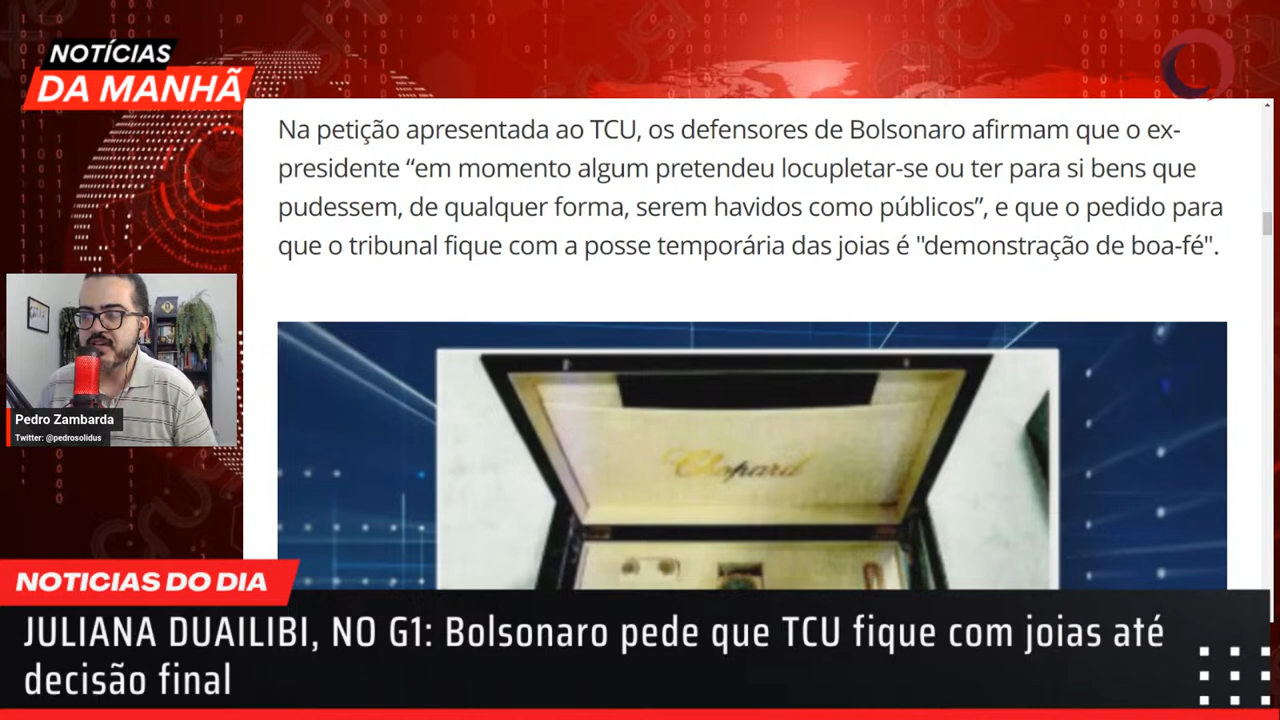 NOTÍCIAS
DA MANHÃ
Na petição apresentada ao TCU, os defensores de Bolsonaro afirmam que o ex-
presidente “em momento algum pretendeu locupletar-se ou ter para si bens que
pudessem, de qualquer forma, serem havidos como públicos”, e que o pedido para
que o tribunal fique com a posse temporária das joias é "demonstração de boa-fé".
Chopard
Pedro Zambarda
Twitter: @pedrosolidus
NOTICIAS DO DIA
JULIANA DUAILIBI, NO G1: Bolsonaro pede que TCU fique com joias até
decisão final